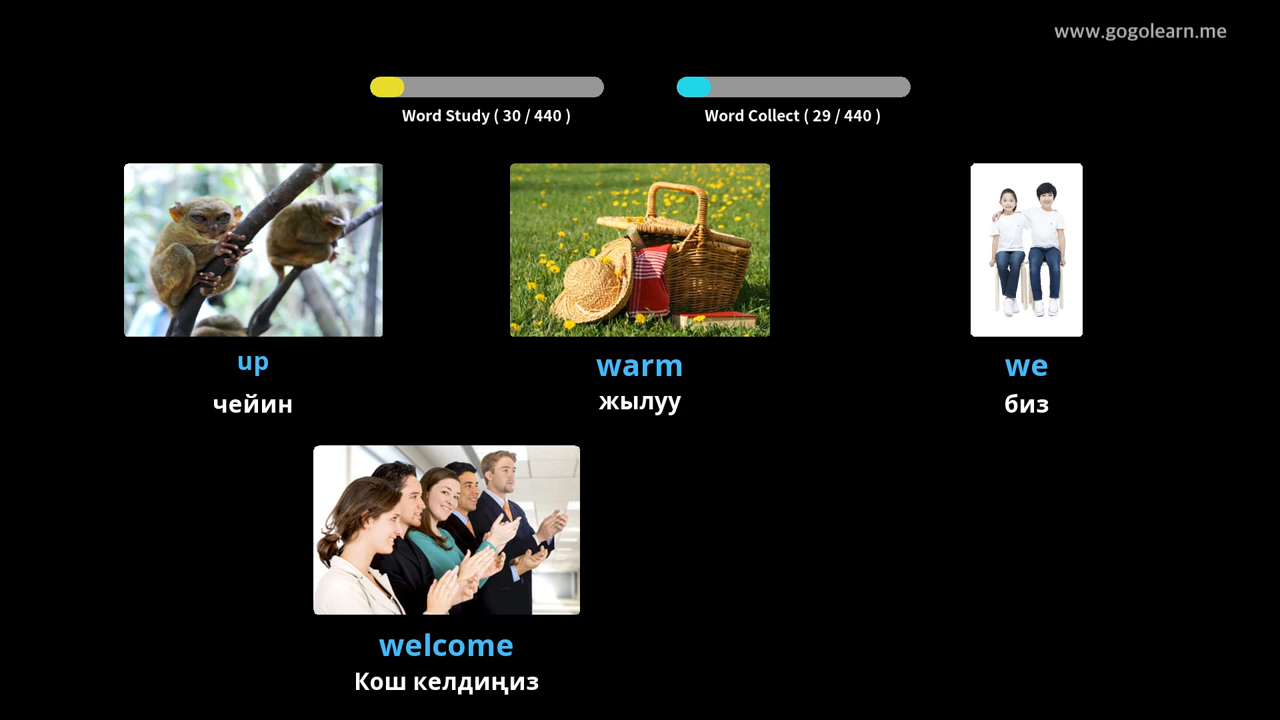 www.gogolearn.me
Word Study ( 30 / 440 )
Word Collect ( 29 / 440 )
up
чейин
warm
жылуу
we
биз
welcome
Кош келдиңиз